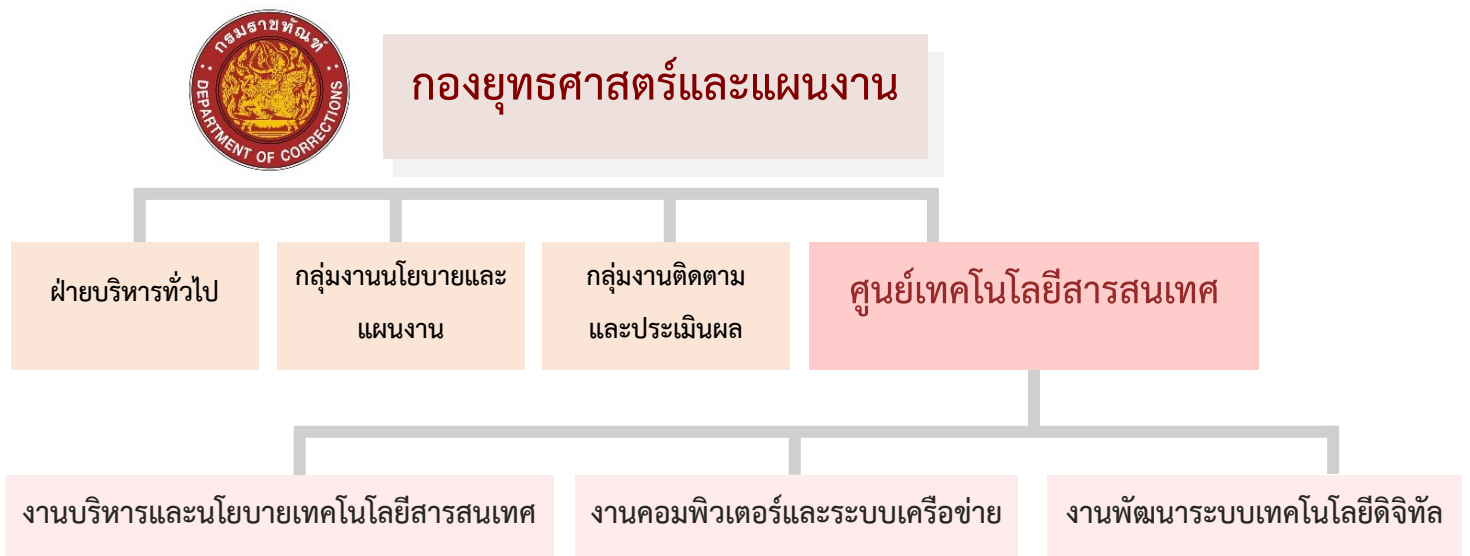 กรมราชทัณฑ์
DEPARTMENT OF CORRECTIONS
กองยุทธศาสตร์และแผนงาน
ฝ่ายบริหารทั่วไป
กลุ่มงานนโยบายและ
แผนงาน
กลุ่มงานติดตาม
และประเมินผล
ศูนย์เทคโนโลยีสารสนเทศ
งานบริหารและนโยบายเทคโนโลยีสารสนเทศ
งานคอมพิวเตอร์และระบบเครือข่าย
งานพัฒนาระบบเทคโนโลยีดิจิทัล